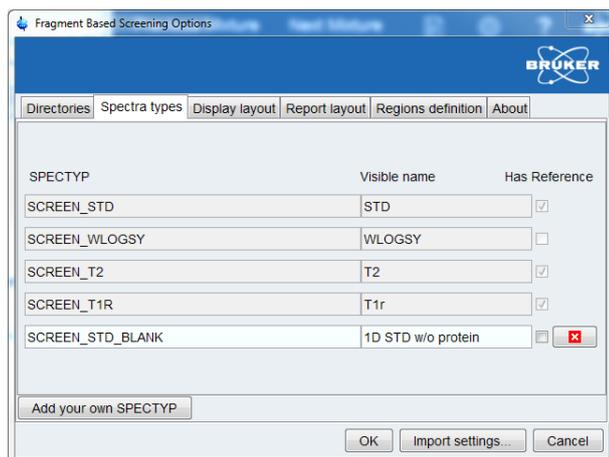 Fragment Based Screening Options
Next Mixture
BRUKER
Directories Spectra types Display layout Report layout Regions definition About
SPECTYP Visible name Has Reference
SCREEN_STD STD
SCREEN_WLOGSY WLOGSY
SCREEN_T2 T2
SCREEN_T1R T1r
SCREEN_STD_BLANK 1D STD w/o protein
Add your own SPECTYP
OK Import settings... Cancel